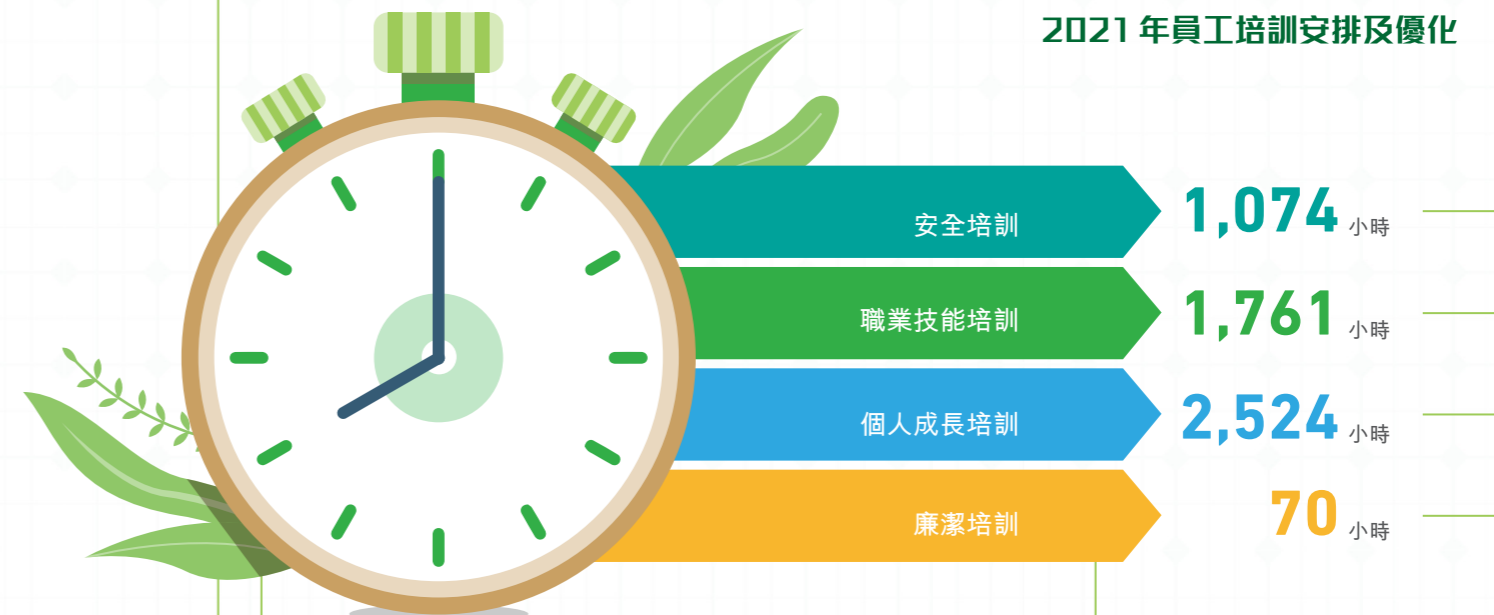 2021 年員工培訓安排及優化
安全培訓 1,074 小時
職業技能培訓 1,761 小時
個人成長培訓 2,524 小時
廉潔培訓 70 小時